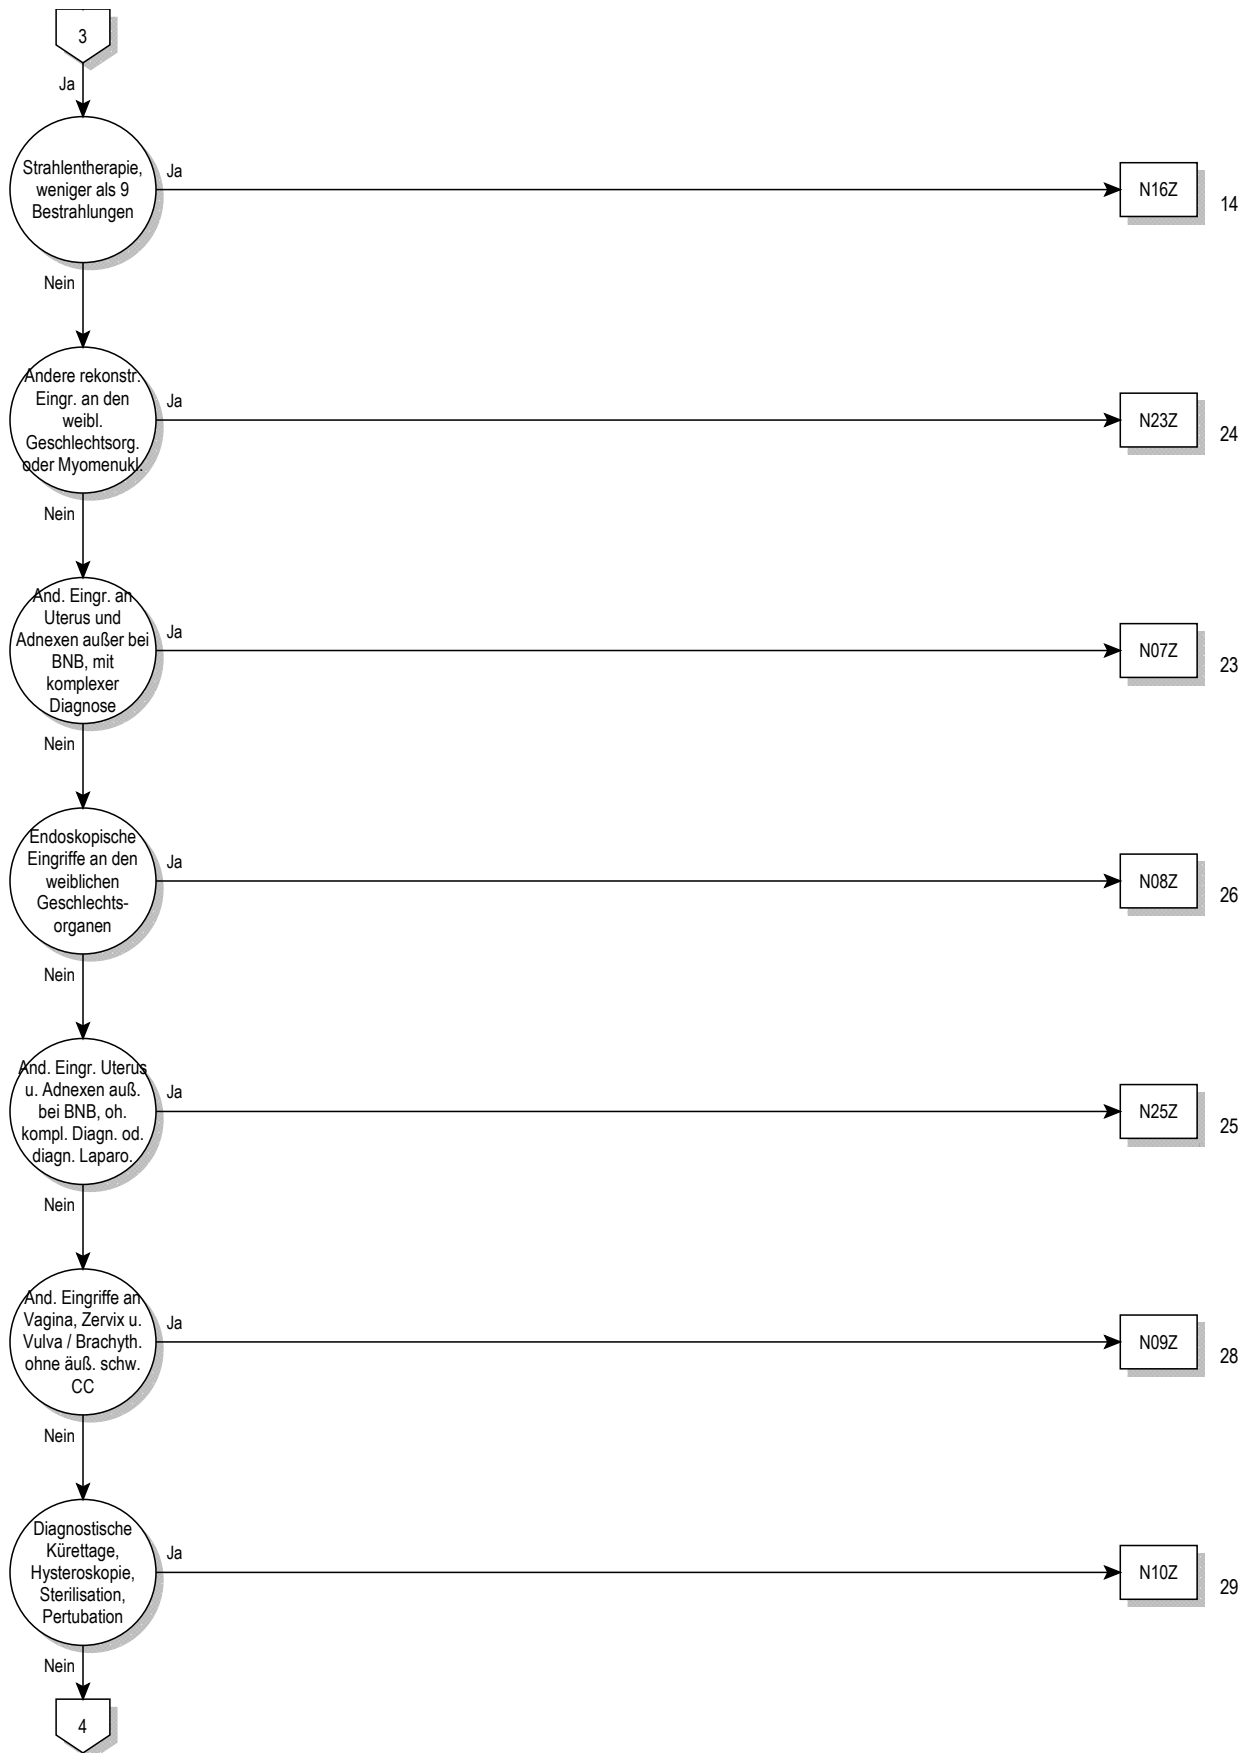 3
Ja
Strahlentherapie,
weniger als 9
Bestrahlungen
Ja
N16Z
14
Nein
Andere rekonstr.
Eingr. an den
weibl.
Geschlechtsorg.
oder Myomenukl.
Ja
N23Z
24
Nein
And. Eingr. an
Uterus und
Adnexen außer bei
BNB, mit
komplexer
Diagnose
Ja
N07Z
23
Nein
Endoskopische
Eingriffe an den
weiblichen
Geschlechts-
organen
Ja
N08Z
26
Nein
And. Eingr. Uterus
u. Adnexen auß.
bei BNB, oh.
kompl. Diagn. od.
diagn. Laparo.
Ja
N25Z
25
Nein
And. Eingriffe an
Vagina, Zervix u.
Vulva / Brachyth.
ohne äuß. schw.
CC
Ja
N09Z
28
Nein
Diagnostische
Kürettage,
Hysteroskopie,
Sterilisation,
Pertubation
Ja
N10Z
29
Nein
4